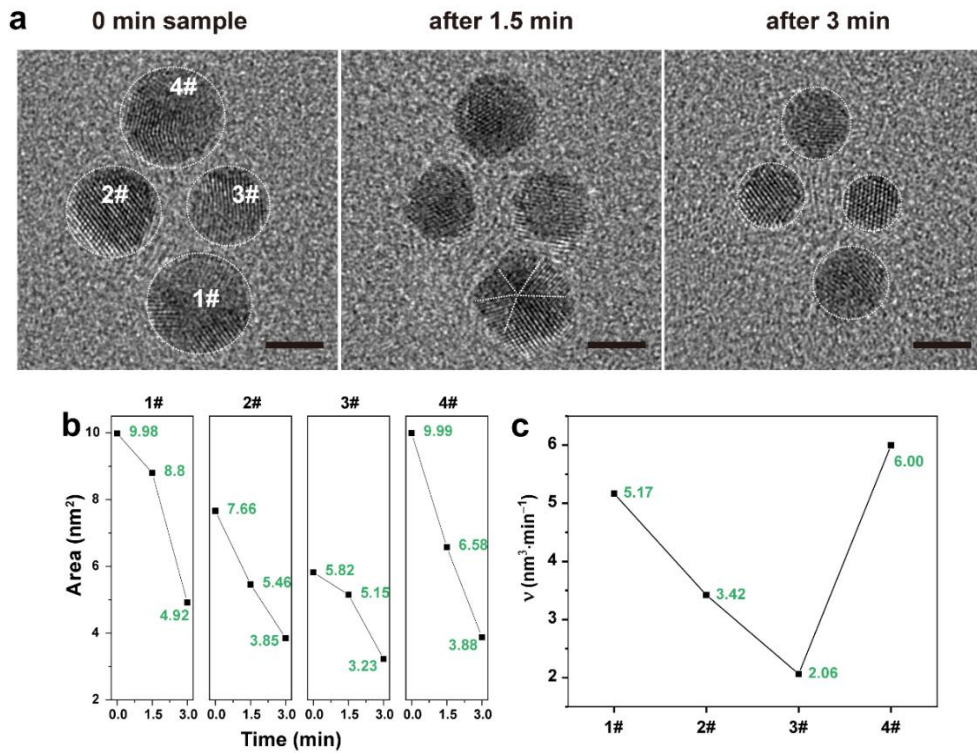 a
0 min sample
after 1.5 min
after 3 min
4#
2#
3#
1#
b
1#
2#
3#
4#
10
8
6
4
2
Area (nm²)
9.98
8.8
4.92
7.66
5.46
3.85
5.82
5.15
3.23
9.99
6.58
3.88
0.0 1.5 3.0
0.0 1.5 3.0
0.0 1.5 3.0
0.0 1.5 3.0
Time (min)
c
6
5
4
3
2
ν (nm³·min⁻¹)
5.17
3.42
2.06
6.00
1# 2# 3# 4#